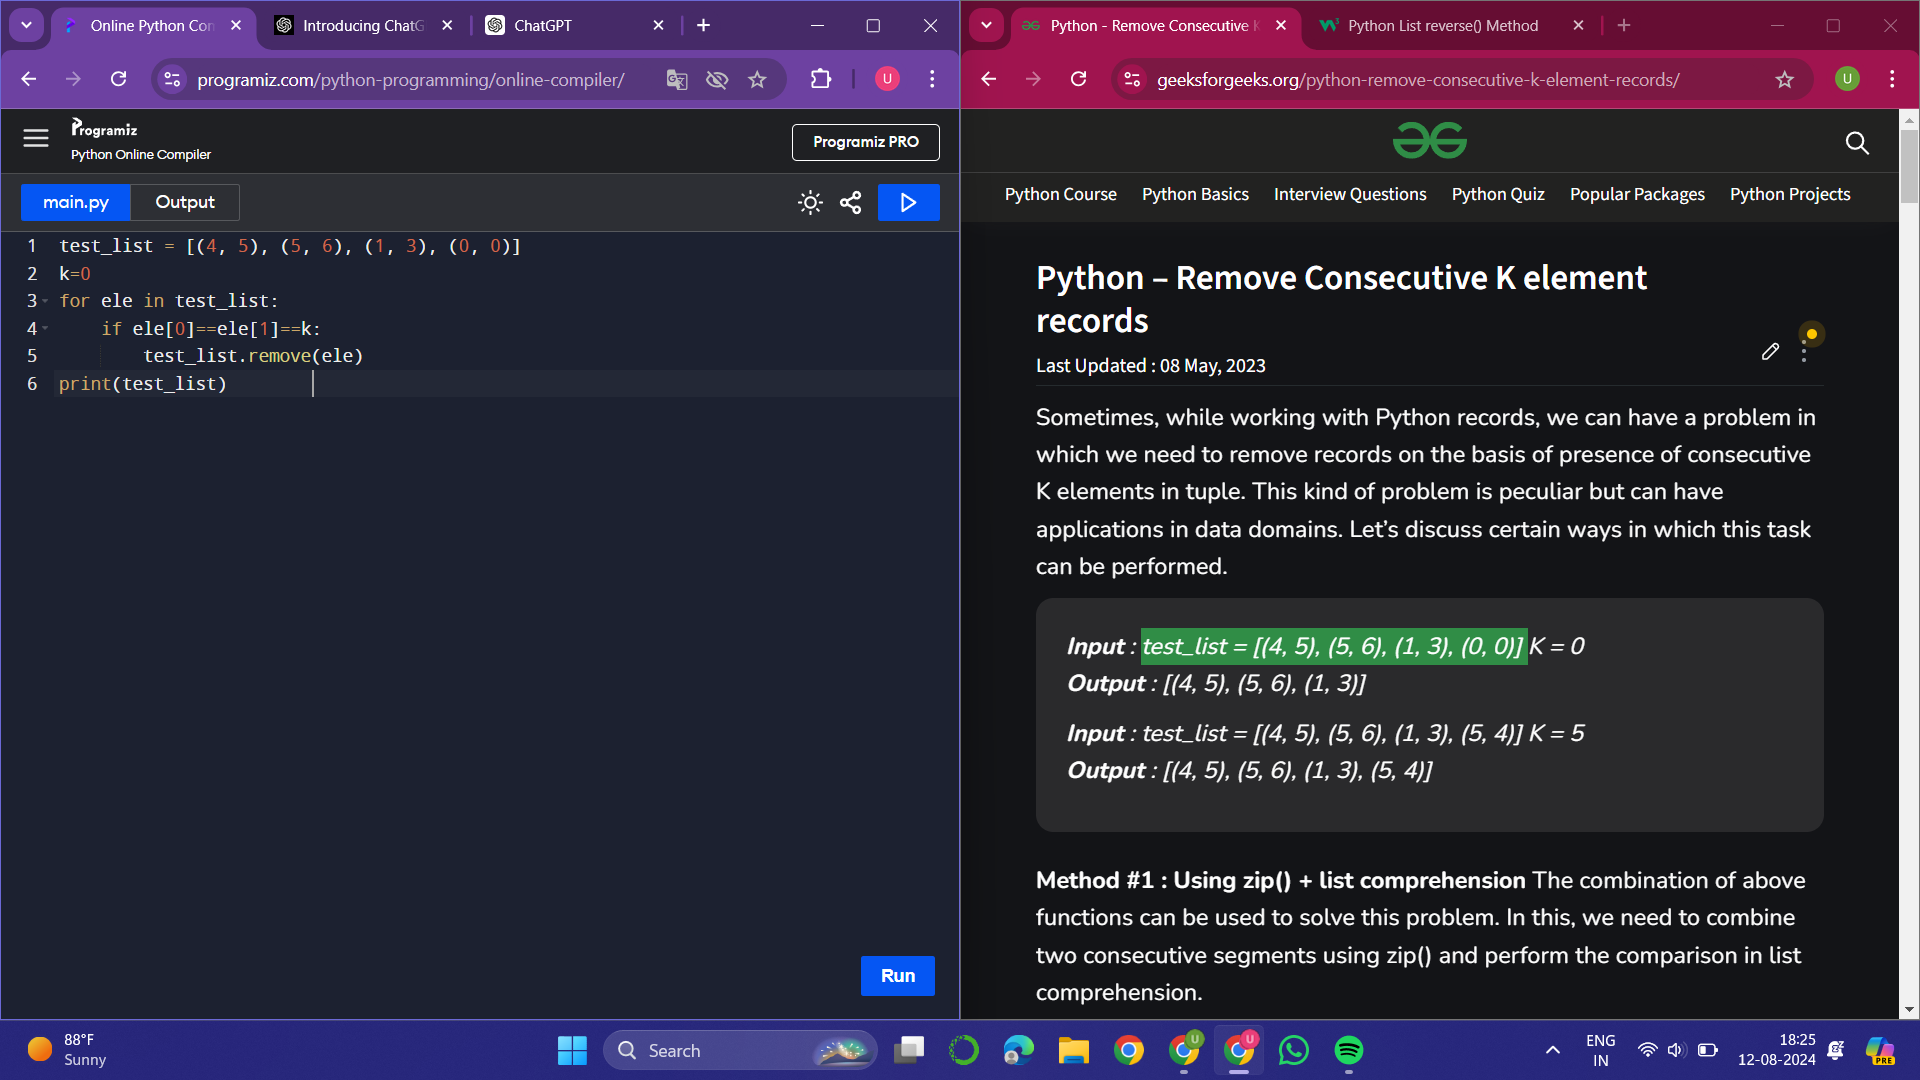 Online Python Con
Introducing ChatG
ChatGPT
programiz.com/python-programming/online-compiler/
U
Programiz
Python Online Compiler
Programiz PRO
main.py
Output
1 test_list = [(4, 5), (5, 6), (1, 3), (0, 0)]
2 k=0
3 for ele in test_list:
4 if ele[0]==ele[1]==k:
5 test_list.remove(ele)
6 print(test_list)
Run
Python - Remove Consecutive K
Python List reverse() Method
geeksforgeeks.org/python-remove-consecutive-k-element-records/
U
Python Course Python Basics Interview Questions Python Quiz Popular Packages Python Projects
Python – Remove Consecutive K element
records
Last Updated : 08 May, 2023
Sometimes, while working with Python records, we can have a problem in
which we need to remove records on the basis of presence of consecutive
K elements in tuple. This kind of problem is peculiar but can have
applications in data domains. Let’s discuss certain ways in which this task
can be performed.
Input : test_list = [(4, 5), (5, 6), (1, 3), (0, 0)] K = 0
Output : [(4, 5), (5, 6), (1, 3)]
Input : test_list = [(4, 5), (5, 6), (1, 3), (5, 4)] K = 5
Output : [(4, 5), (5, 6), (1, 3), (5, 4)]
Method #1 : Using zip() + list comprehension The combination of above
functions can be used to solve this problem. In this, we need to combine
two consecutive segments using zip() and perform the comparison in list
comprehension.
88°F
Sunny
Search
U
U
ENG
IN
18:25
12-08-2024
PRE